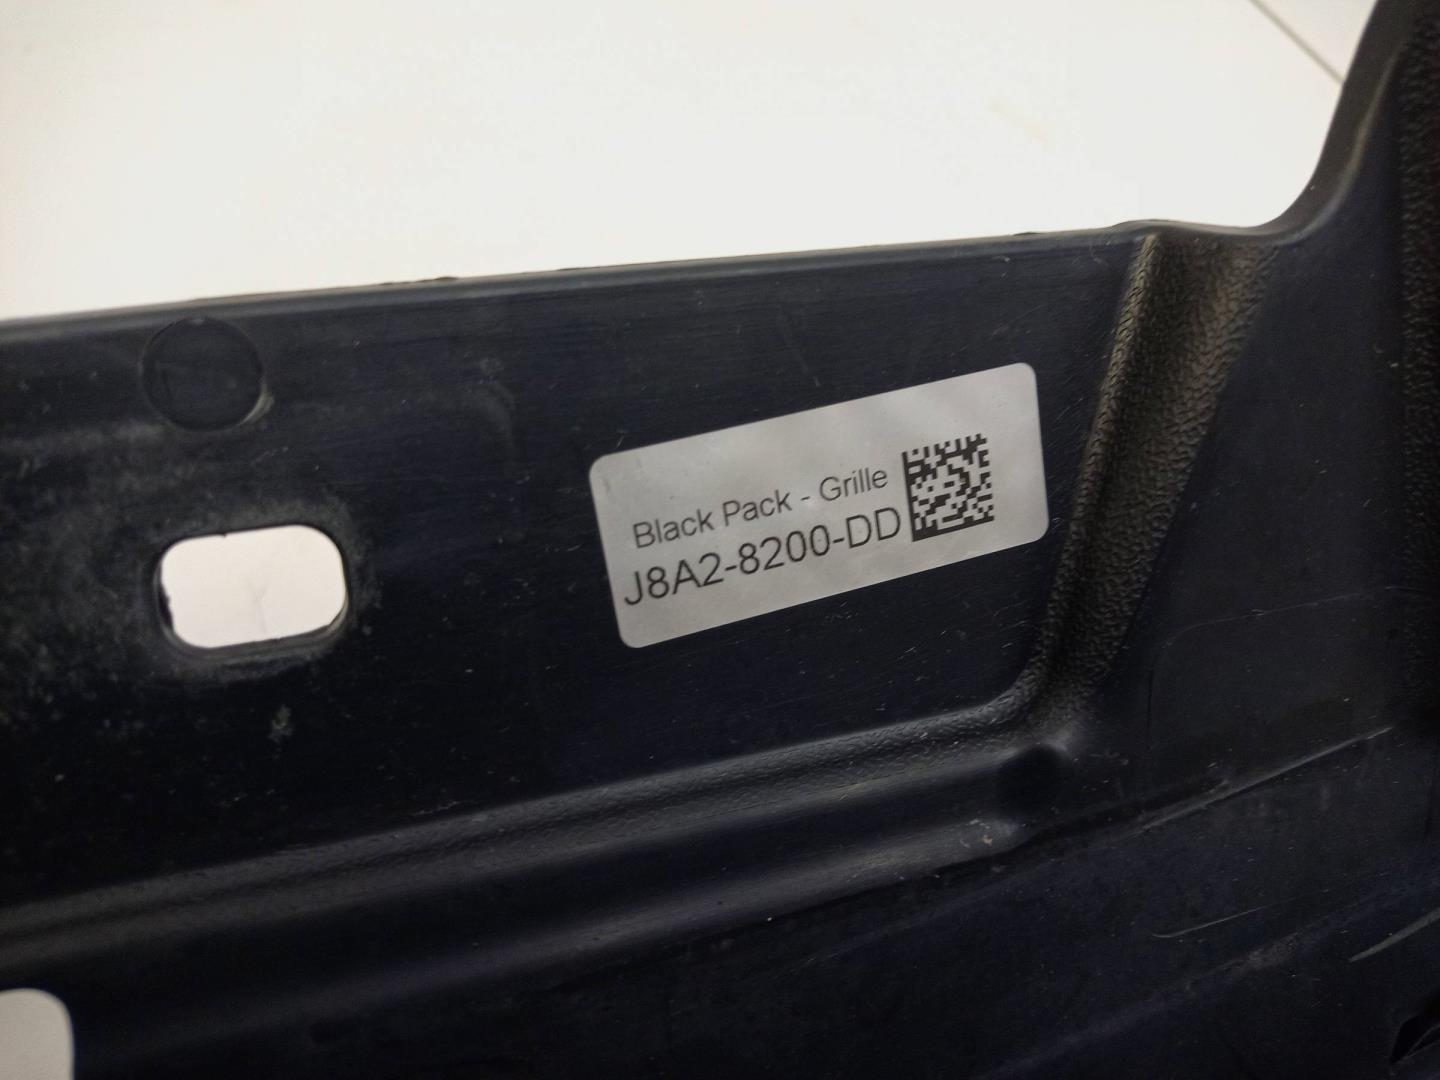 Black Pack - Grille
J8A2-8200-DD